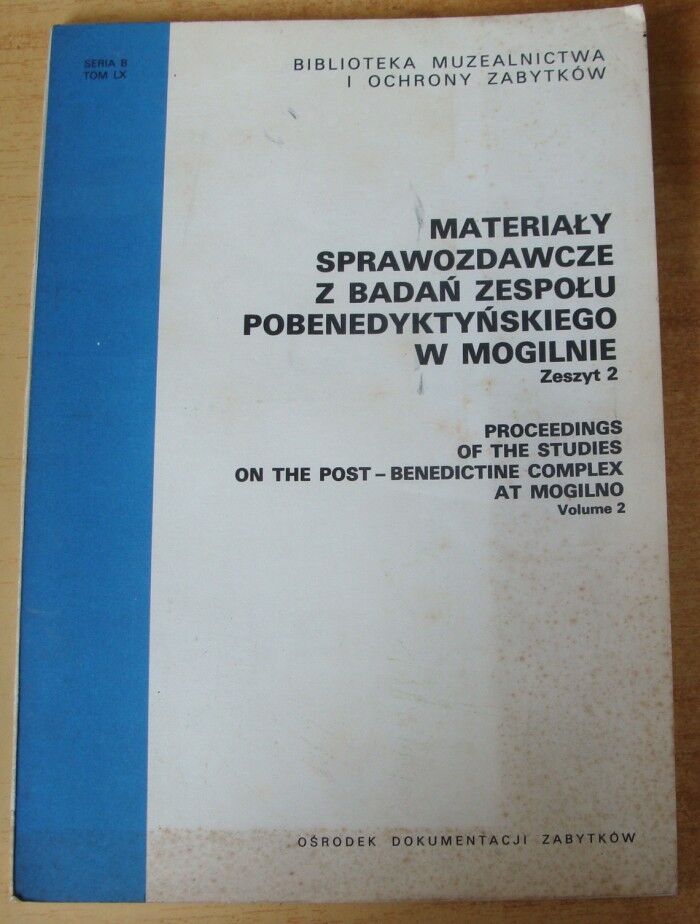 SERIA B
TOM LX
BIBLIOTEKA MUZEALNICTWA
I OCHRONY ZABYTKÓW
MATERIAŁY
SPRAWOZDAWCZE
Z BADAŃ ZESPOŁU
POBENEDYKTYŃSKIEGO
W MOGILNIE
Zeszyt 2
PROCEEDINGS
OF THE STUDIES
ON THE POST – BENEDICTINE COMPLEX
AT MOGILNO
Volume 2
OŚRODEK DOKUMENTACJI ZABYTKÓW